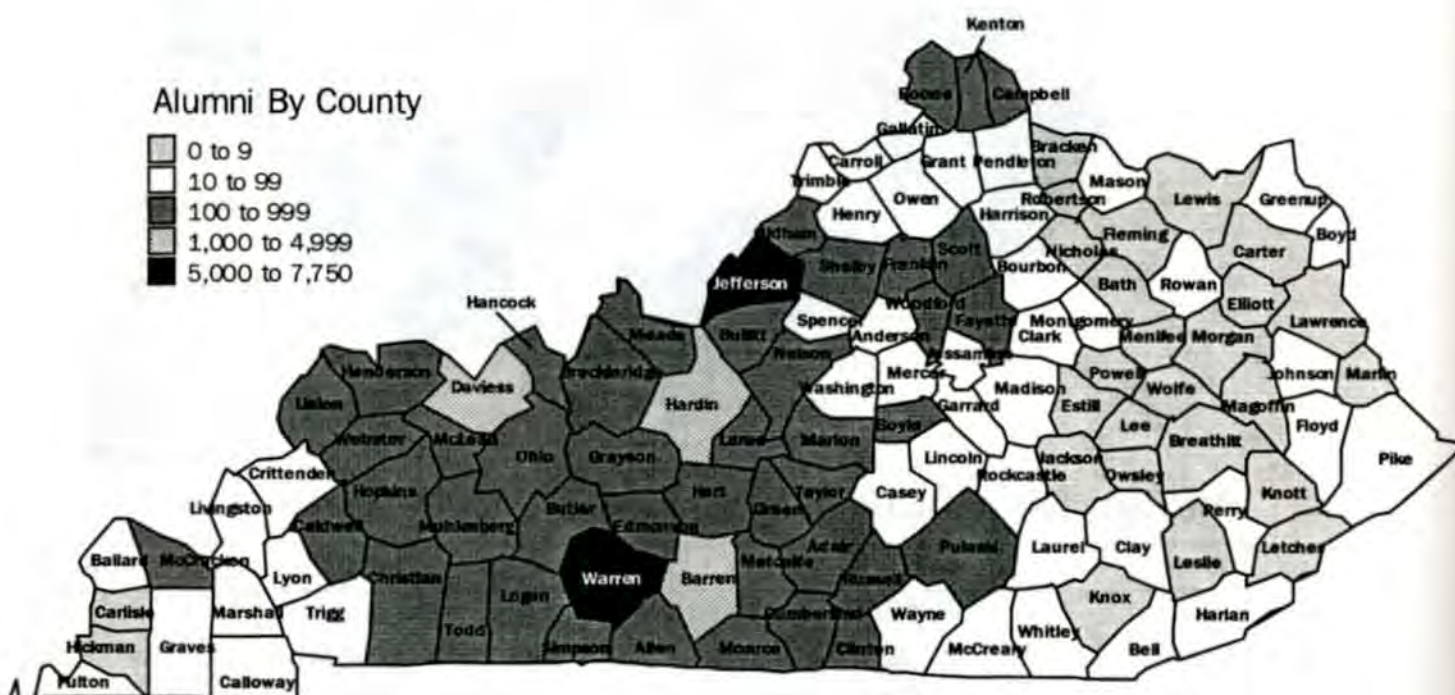 Kenton
Alumni By County
0 to 9
10 to 99
100 to 999
1,000 to 4,999
5,000 to 7,750
Boone
Campbell
Gallatin
Carroll
Grant
Pendleton
Bracken
Mason
Trimble
Owen
Robertson
Lewis
Greenup
Henry
Harrison
Boyd
Oldham
Scott
Nicholas
Fleming
Carter
Shelby
Franklin
Bourbon
Jefferson
Bath
Rowan
Elliott
Hancock
Woodford
Spencer
Anderson
Fayette
Montgomery
Clark
Menifee
Morgan
Lawrence
Meade
Bullitt
Nelson
Jessamine
Henderson
Daviess
Breckinridge
Washington
Mercer
Madison
Powell
Wolfe
Johnson
Martin
Union
Hardin
Garrard
Estill
Magoffin
Webster
McLean
Ohio
Grayson
Larue
Marion
Boyle
Lee
Breathitt
Floyd
Pike
Crittenden
Lincoln
Rockcastle
Jackson
Owsley
Livingston
Hopkins
Hart
Taylor
Casey
Knott
Caldwell
Muhlenberg
Butler
Edmonson
Green
Perry
Ballard
McCracken
Lyon
Christian
Warren
Barren
Metcalfe
Adair
Pulaski
Laurel
Clay
Leslie
Letcher
Carlisle
Marshall
Trigg
Todd
Logan
Russell
Cumberland
Wayne
Knox
Harlan
Hickman
Graves
Simpson
Allen
Monroe
Clinton
McCreary
Whitley
Bell
Fulton
Calloway